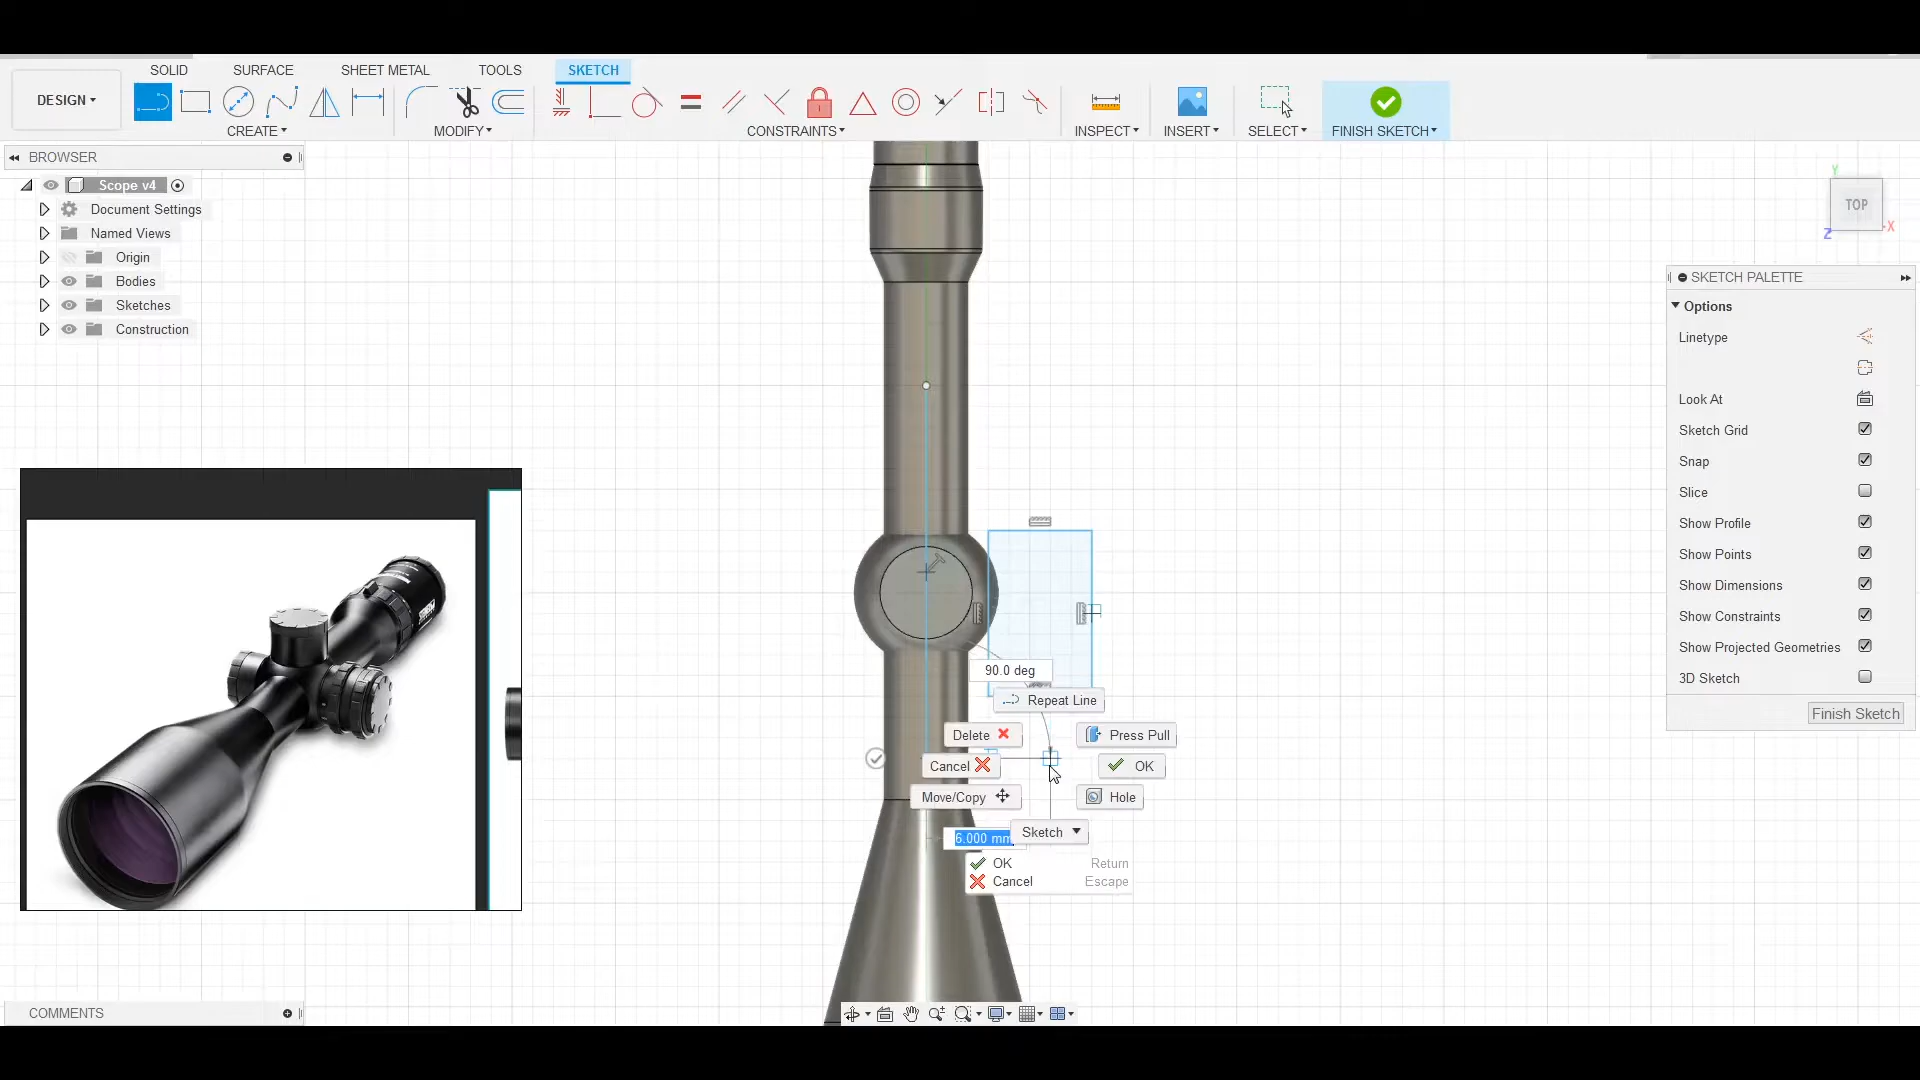 SOLID SURFACE SHEET METAL TOOLS SKETCH
DESIGN
CREATE MODIFY CONSTRAINTS INSPECT INSERT SELECT FINISH SKETCH
BROWSER
Scope v4
Document Settings
Named Views
Origin
Bodies
Sketches
Construction
Y
TOP
X
Z
SKETCH PALETTE
Options
Linetype
Look At
Sketch Grid
Snap
Slice
Show Profile
Show Points
Show Dimensions
Show Constraints
Show Projected Geometries
3D Sketch
Finish Sketch
90.0 deg
Repeat Line
Delete
Press Pull
Cancel
OK
Move/Copy
Hole
Sketch
6.000 mm
OK Return
Cancel Escape
COMMENTS